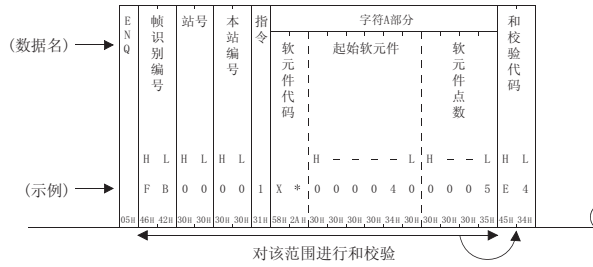 字符A部分
ENQ 帧识别编号 站号 本站编号 指令 和校验代码
(数据名)
软元件代码 起始软元件 软元件点数
H L H L H L H - - - L H - - L H L
(示例) F B 0 0 0 0 1 X * 0 0 0 0 4 0 0 0 0 5 E 4
05H 46H 42H 30H 30H 30H 30H 31H 58H 2AH 30H 30H 30H 30H 34H 30H 30H 30H 30H 35H 45H 34H
对该范围进行和校验